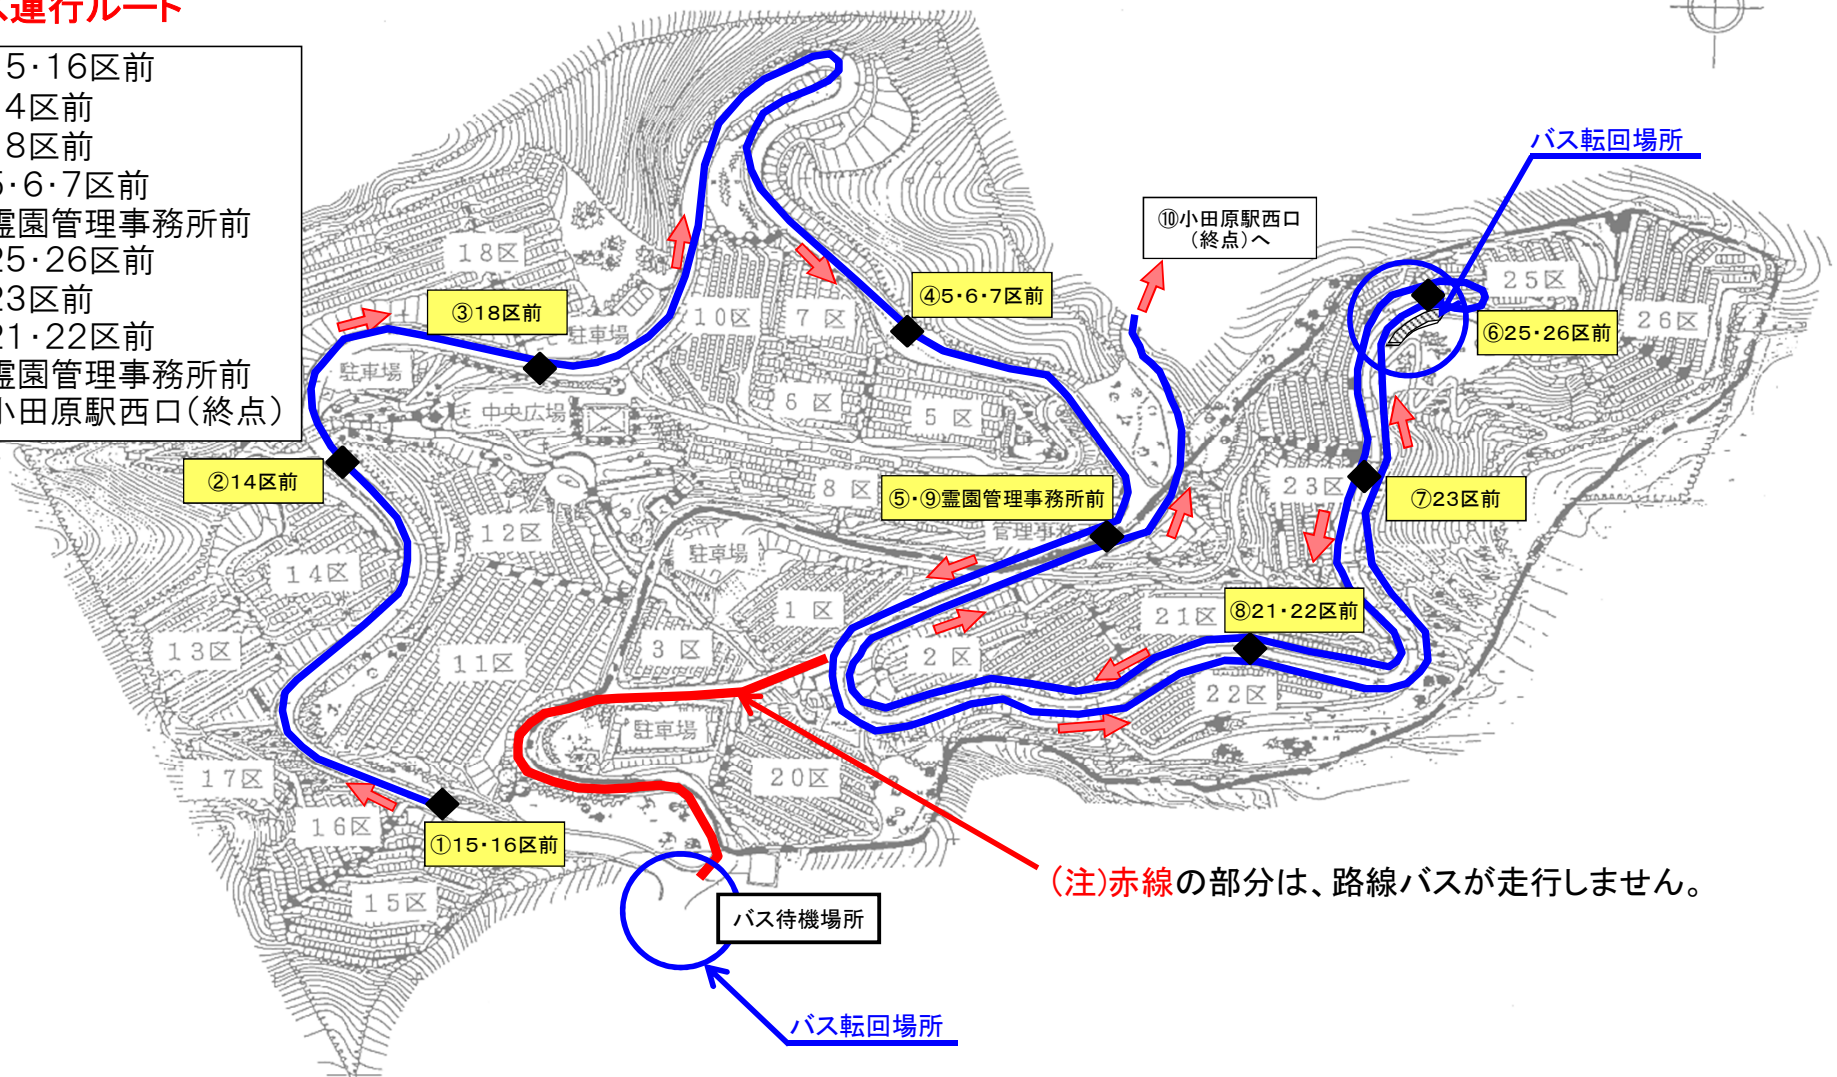 運行ルート
5・16区前
4区前
8区前
5・6・7区前
霊園管理事務所前
25・26区前
23区前
21・22区前
霊園管理事務所前
小田原駅西口(終点)
バス転回場所
⑩小田原駅西口
(終点)へ
18区
25区
③18区前
駐車場
10区
7区
④5・6・7区前
26区
⑥25・26区前
駐車場
中央広場
6区
5区
②14区前
8区
⑤・⑨霊園管理事務所前
23区
⑦23区前
12区
管理事
駐車場
14区
1区
21区
⑧21・22区前
13区
11区
3区
2区
22区
駐車場
17区
20区
16区
①15・16区前
15区
(注)赤線の部分は、路線バスが走行しません。
バス待機場所
バス転回場所